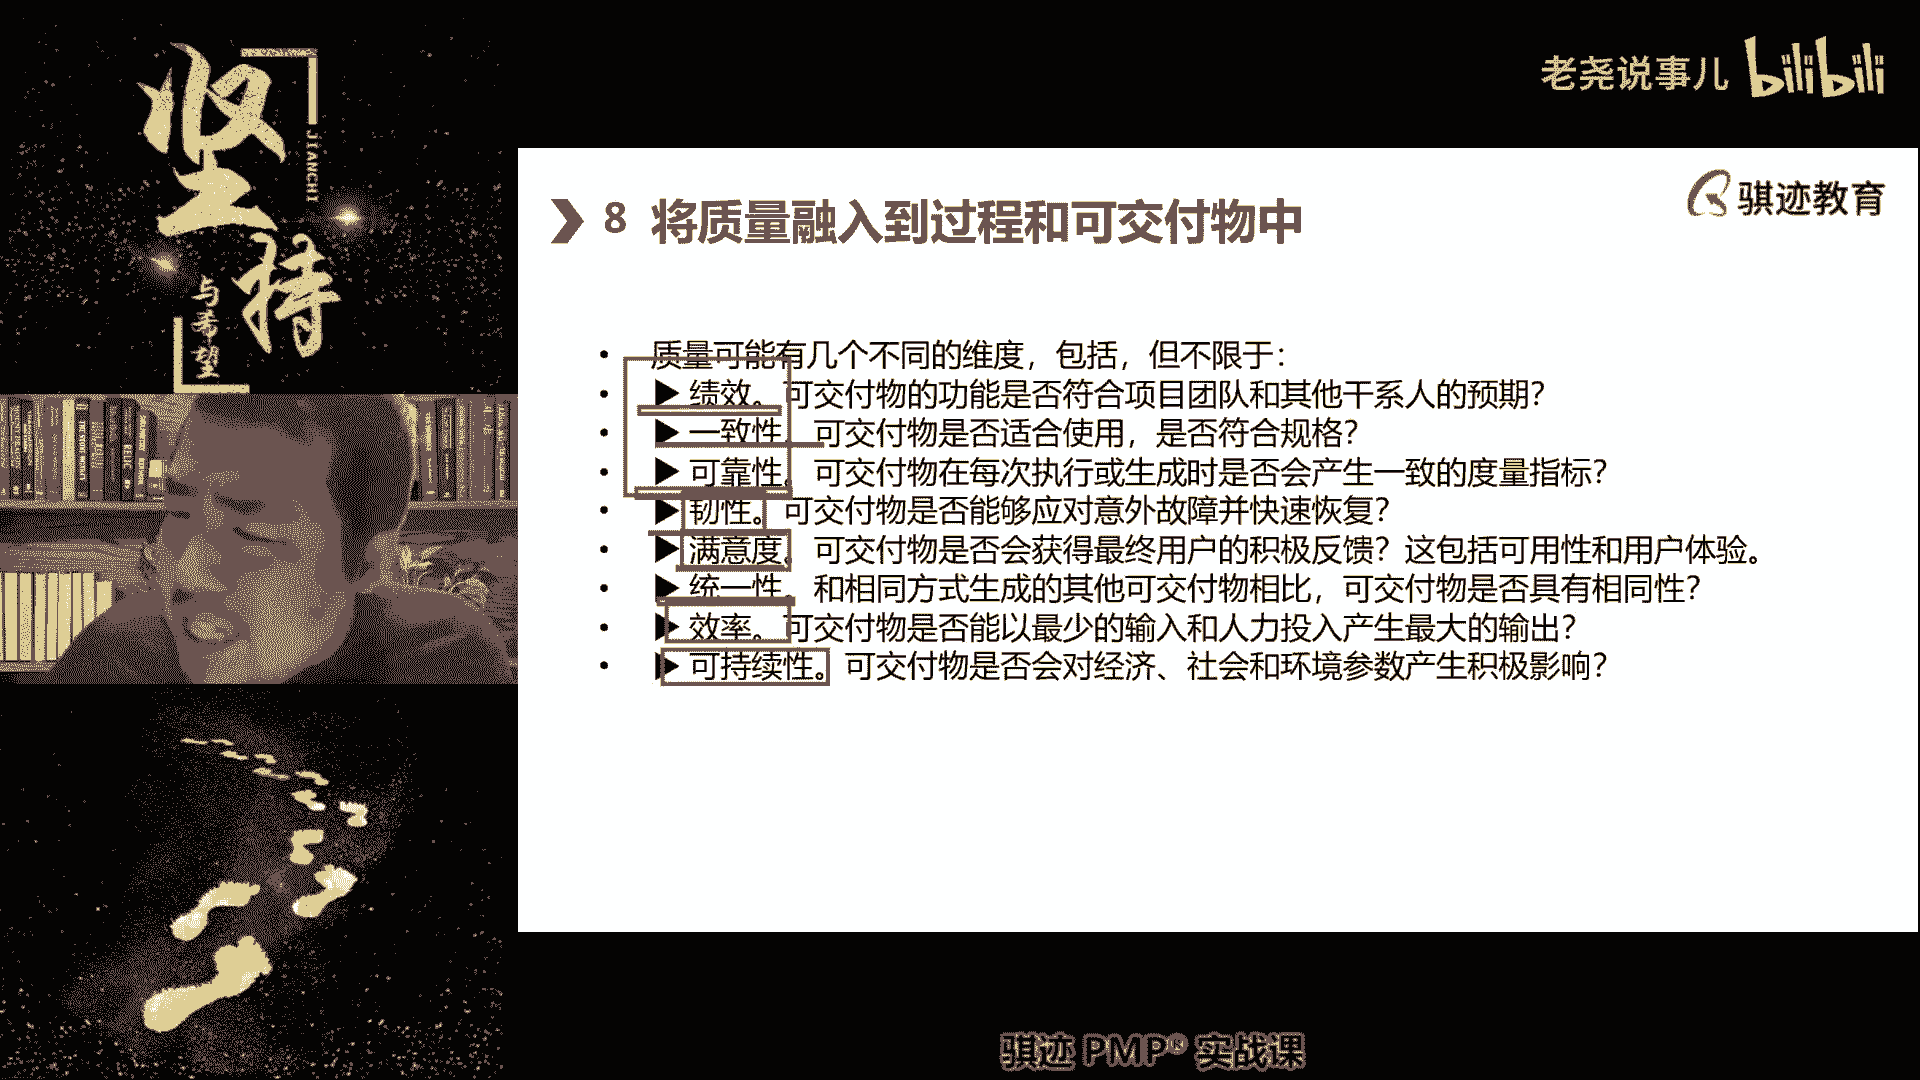 坚持
JIANCHI
与希望
老尧说事儿 bilibili
骐迹教育
8 将质量融入到过程和可交付物中
• 质量可能有几个不同的维度，包括，但不限于：
• ▶ 绩效。可交付物的功能是否符合项目团队和其他干系人的预期？
• ▶ 一致性。可交付物是否适合使用，是否符合规格？
• ▶ 可靠性。可交付物在每次执行或生成时是否会产生一致的度量指标？
• ▶ 韧性。可交付物是否能够应对意外故障并快速恢复？
• ▶ 满意度。可交付物是否会获得最终用户的积极反馈？这包括可用性和用户体验。
• ▶ 统一性。和相同方式生成的其他可交付物相比，可交付物是否具有相同性？
• ▶ 效率。可交付物是否能以最少的输入和人力投入产生最大的输出？
• ▶ 可持续性。可交付物是否会对经济、社会和环境参数产生积极影响？
骐迹 PMP® 实战课